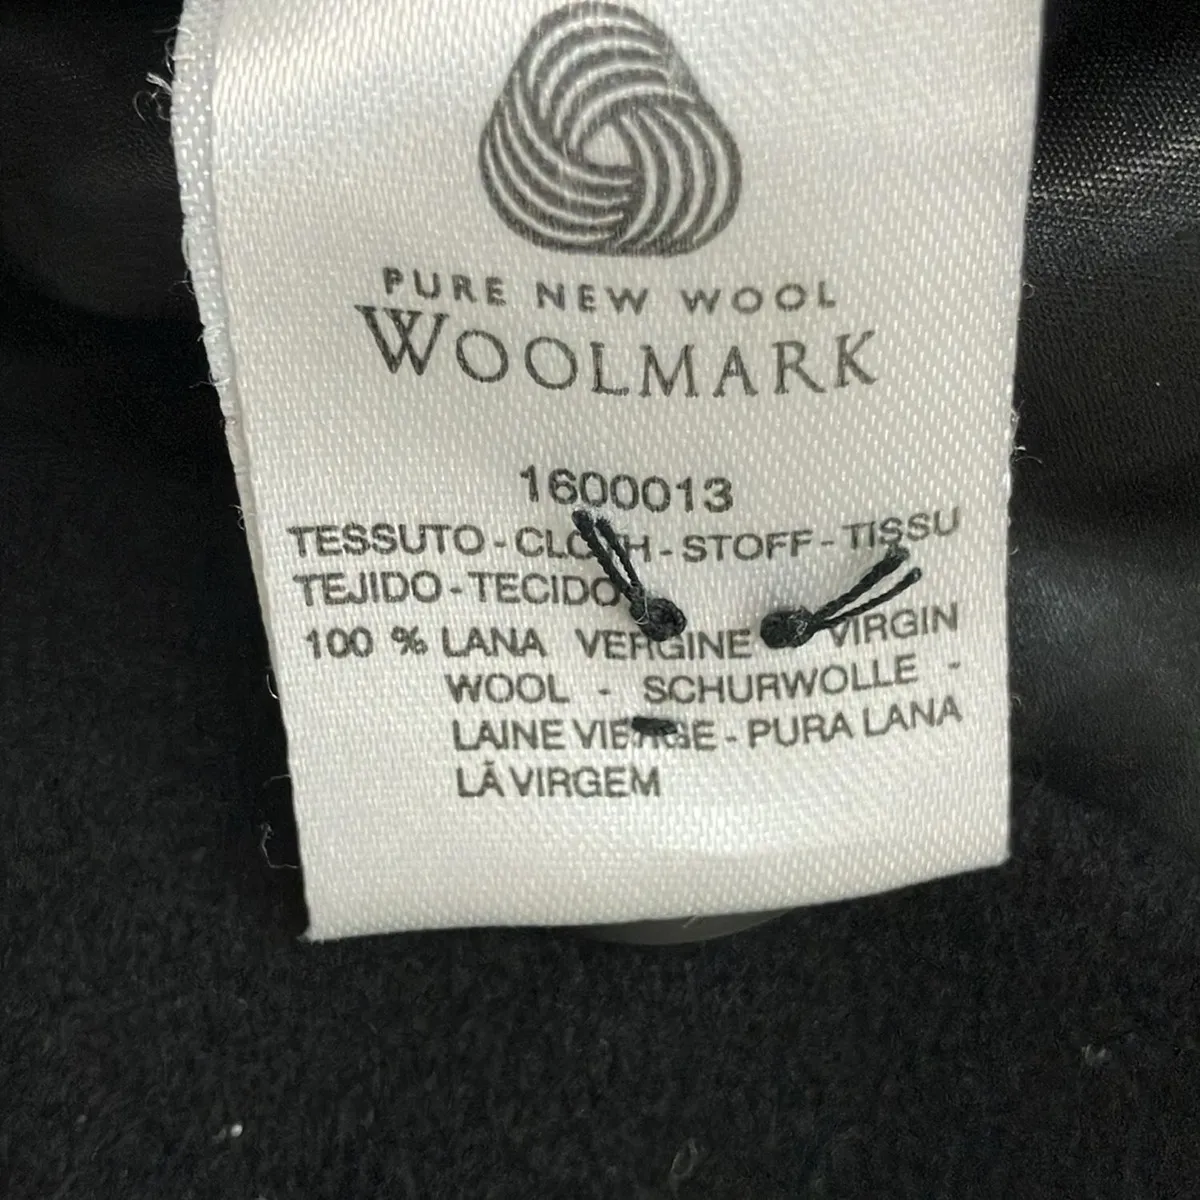 PURE NEW WOOL
WOOLMARK
1600013
TESSUTO - CLOTH - STOFF - TISSU
TEJIDO - TECIDO
100 % LANA VERGINE VIRGIN
WOOL - SCHURWOLLE -
LAINE VIERGE - PURA LANA
LÃ VIRGEM